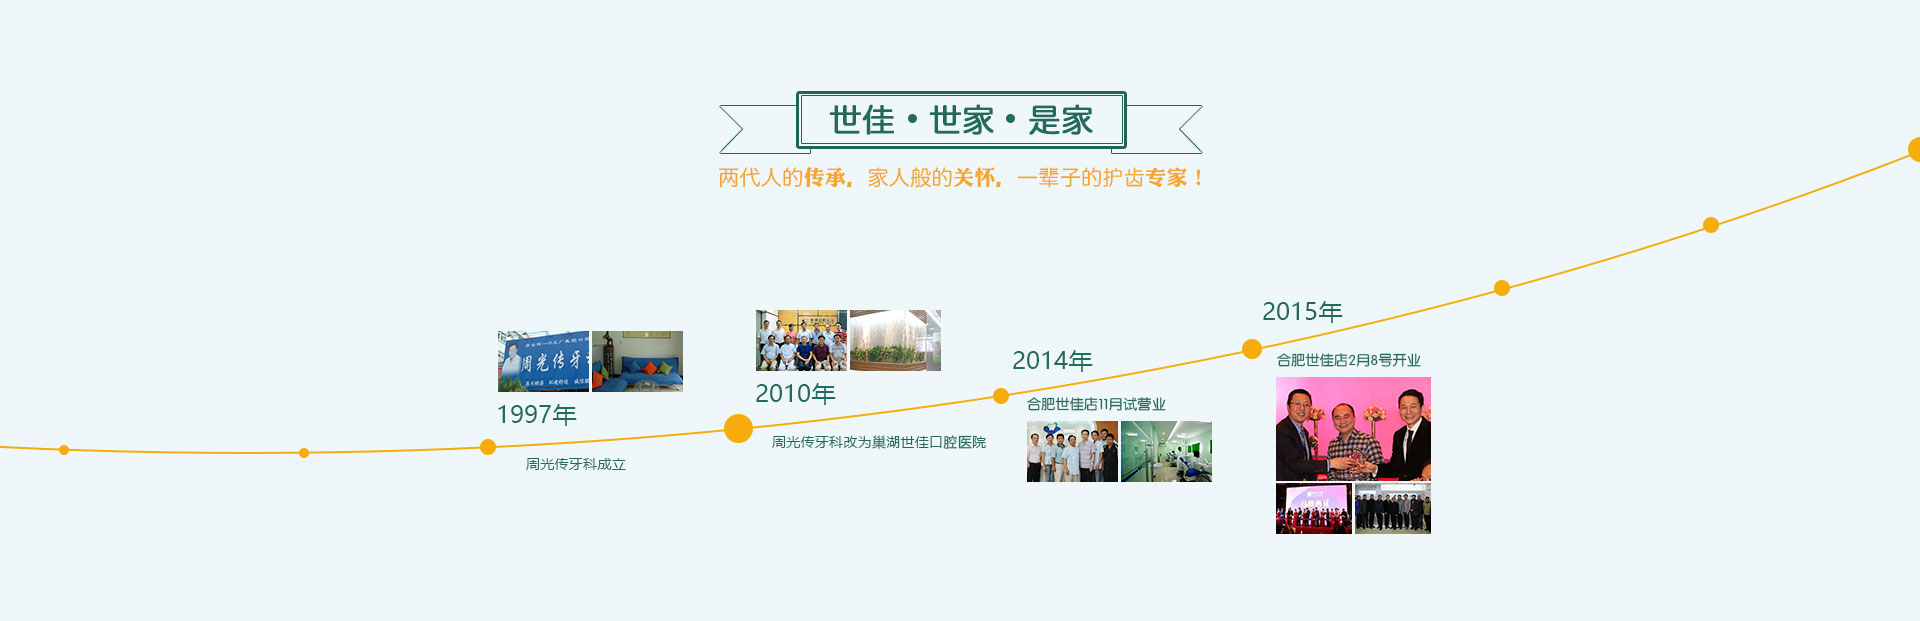 世佳·世家·是家
两代人的传承，家人般的关怀，一辈子的护齿专家！
周光传牙
1997年
周光传牙科成立
2010年
周光传牙科改为巢湖世佳口腔医院
2014年
合肥世佳店11月试营业
2015年
合肥世佳店2月8号开业